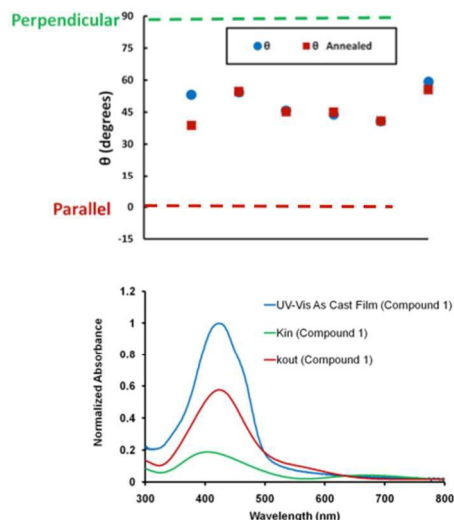 Perpendicular
90
75
60
45
30
15
0
-15
θ (degrees)
θ
θ Annealed
Parallel
1.2
1
0.8
0.6
0.4
0.2
0
Normalized Absorbance
UV-Vis As Cast Film (Compound 1)
Kin (Compound 1)
kout (Compound 1)
300 400 500 600 700 800
Wavelength (nm)